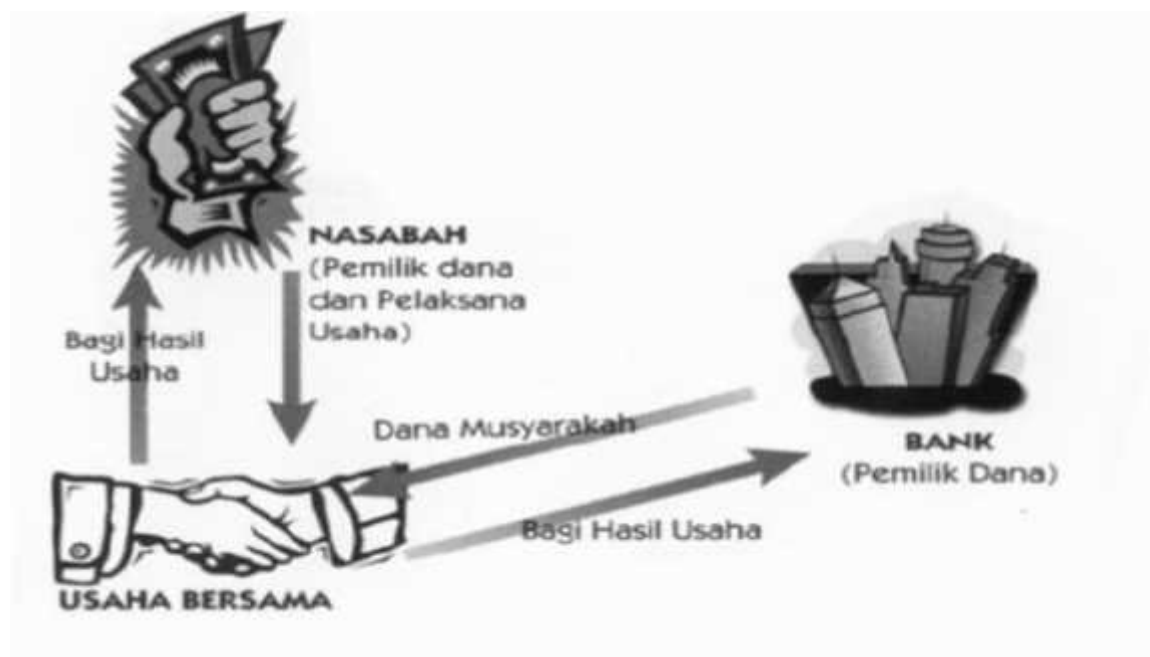 NASABAH
(Pemilik dana
dan Pelaksana
Usaha)
Bagi Hasil
Usaha
Dana Musyarakah
BANK
(Pemilik Dana)
Bagi Hasil Usaha
USAHA BERSAMA